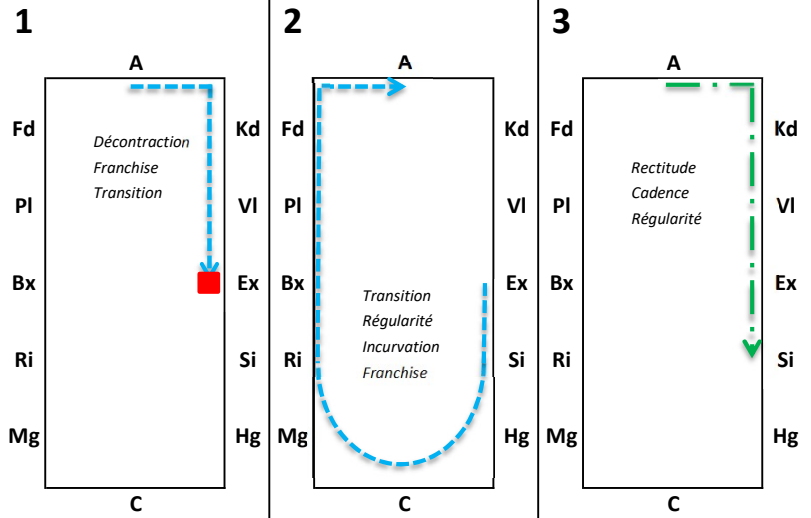 1
A
Fd
Kd
Décontraction
Franchise
Transition
Pl
Vl
Bx
Ex
Ri
Si
Mg
Hg
C
2
A
Fd
Kd
Pl
Vl
Bx
Ex
Transition
Régularité
Incurvation
Franchise
Ri
Si
Mg
Hg
C
3
A
Fd
Kd
Rectitude
Cadence
Régularité
Pl
Vl
Bx
Ex
Ri
Si
Mg
Hg
C